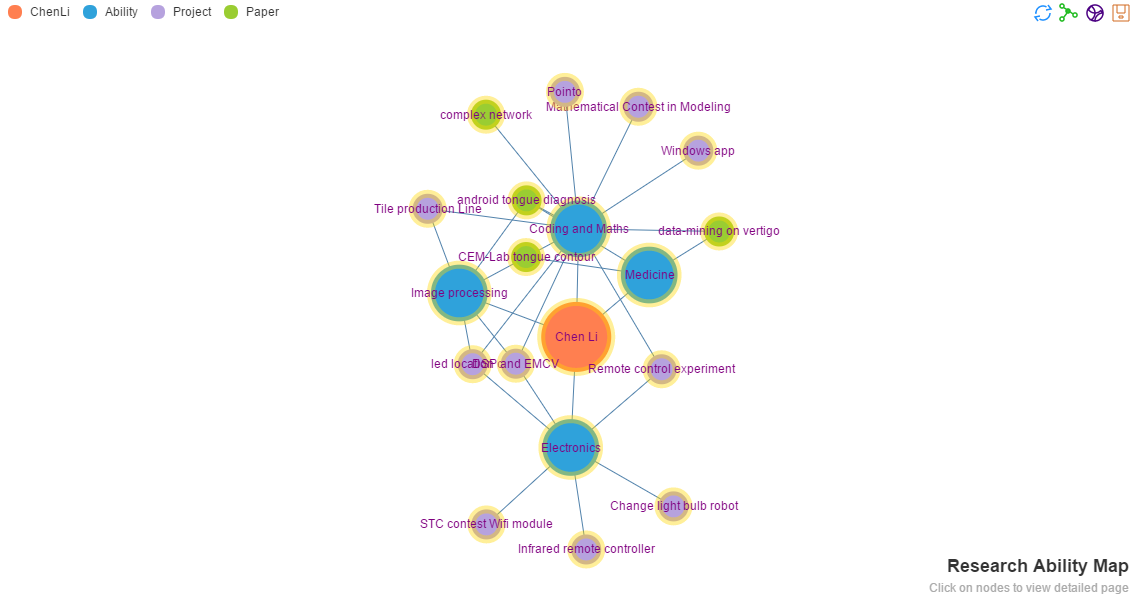 ChenLi
Ability
Project
Paper
Pointo
Mathematical Contest in Modeling
complex network
Windows app
android tongue diagnosis
Tile production Line
Coding and Maths
data-mining on vertigo
CEM-Lab tongue contour
Medicine
Image processing
Chen Li
led location
DSP and EMCV
Remote control experiment
Electronics
Change light bulb robot
STC contest Wifi module
Infrared remote controller
Research Ability Map
Click on nodes to view detailed page